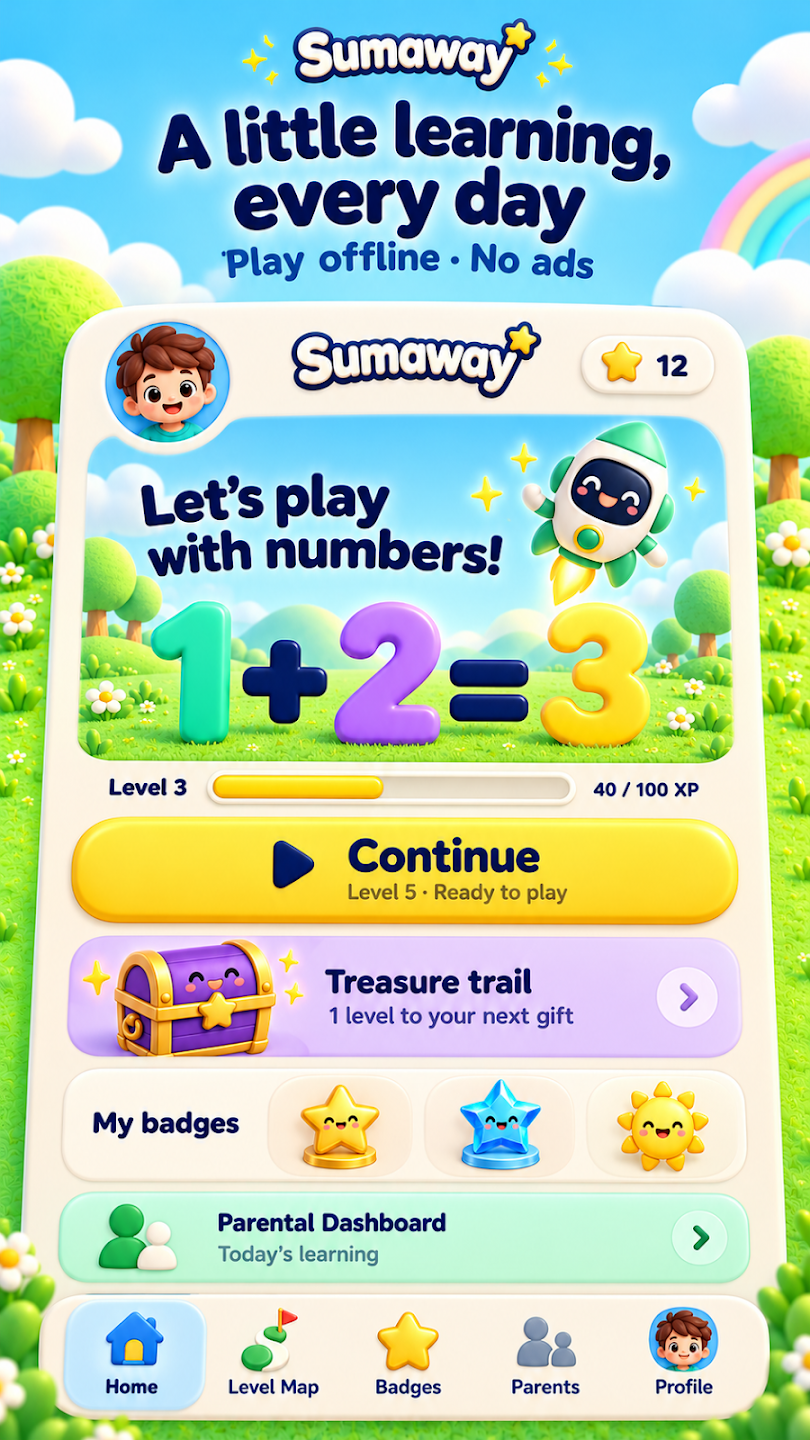 Sumaway
A little learning,
every day
Play offline · No ads
Sumaway
12
Let's play
with numbers!
1+2=3
Level 3
40 / 100 XP
Continue
Level 5 · Ready to play
Treasure trail
1 level to your next gift
My badges
Parental Dashboard
Today's learning
Home
Level Map
Badges
Parents
Profile